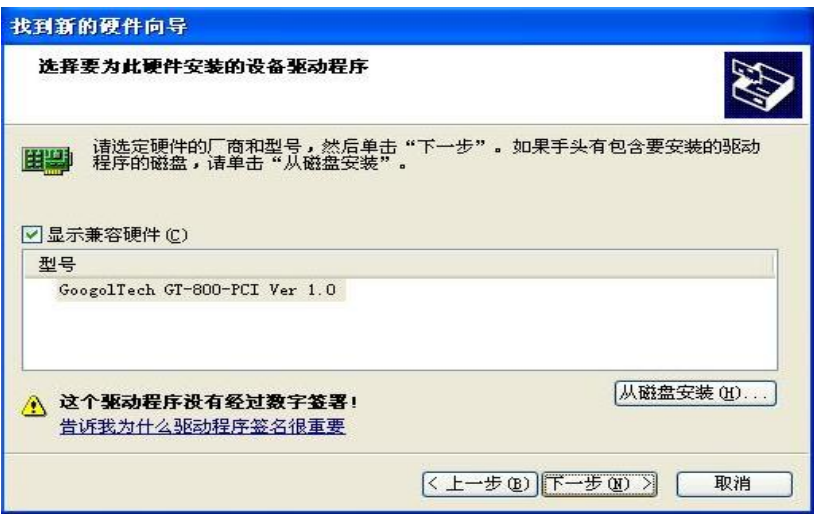 找到新的硬件向导
选择要为此硬件安装的设备驱动程序
请选定硬件的厂商和型号，然后单击“下一步”。如果手头有包含要安装的驱动
程序的磁盘，请单击“从磁盘安装”。
显示兼容硬件(C)
型号
GoogolTech GT-800-PCI Ver 1.0
这个驱动程序没有经过数字签署!
告诉我为什么驱动程序签名很重要
从磁盘安装(H)...
< 上一步(B) 下一步(N) > 取消